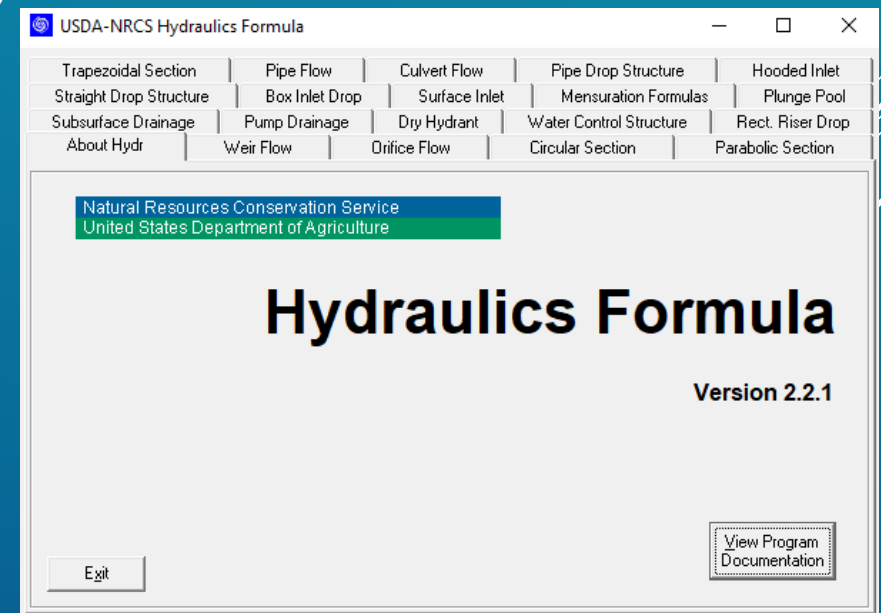 USDA-NRCS Hydraulics Formula
Trapezoidal Section Pipe Flow Culvert Flow Pipe Drop Structure Hooded Inlet
Straight Drop Structure Box Inlet Drop Surface Inlet Mensuration Formulas Plunge Pool
Subsurface Drainage Pump Drainage Dry Hydrant Water Control Structure Rect. Riser Drop
About Hydr Weir Flow Orifice Flow Circular Section Parabolic Section
Natural Resources Conservation Service
United States Department of Agriculture
Hydraulics Formula
Version 2.2.1
View Program
Documentation
Exit